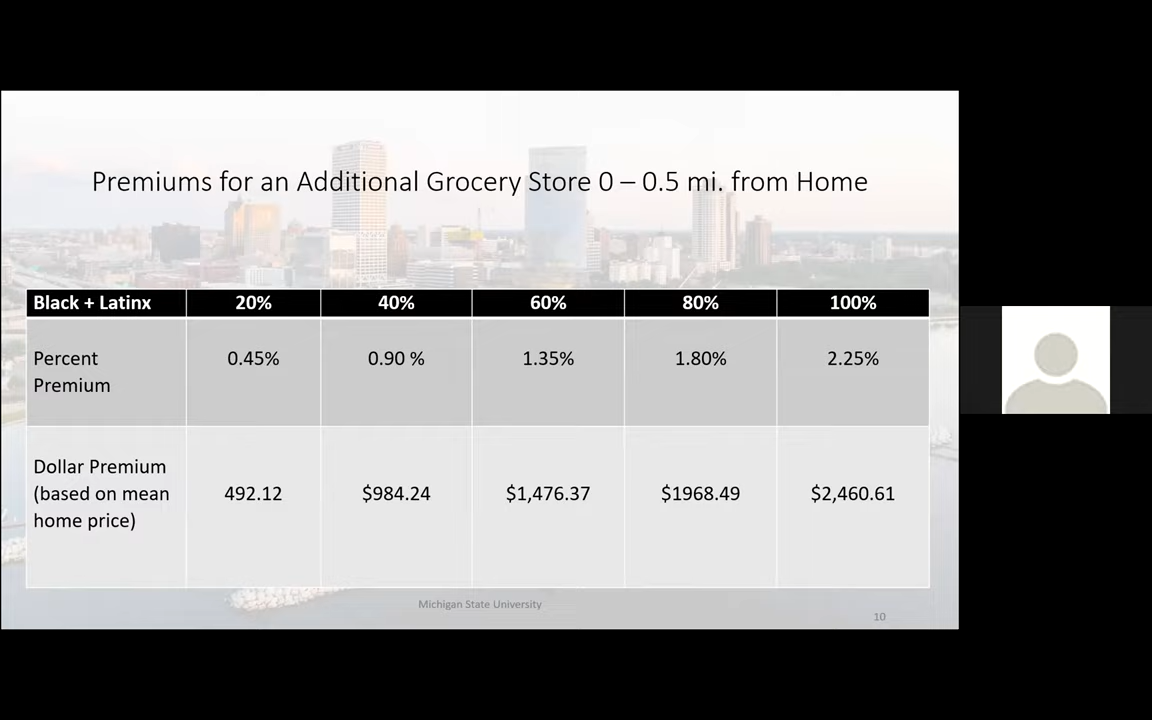 Premiums for an Additional Grocery Store 0 – 0.5 mi. from Home
Black + Latinx 20% 40% 60% 80% 100%
Percent Premium 0.45% 0.90 % 1.35% 1.80% 2.25%
Dollar Premium (based on mean home price) 492.12 $984.24 $1,476.37 $1968.49 $2,460.61
Michigan State University
10